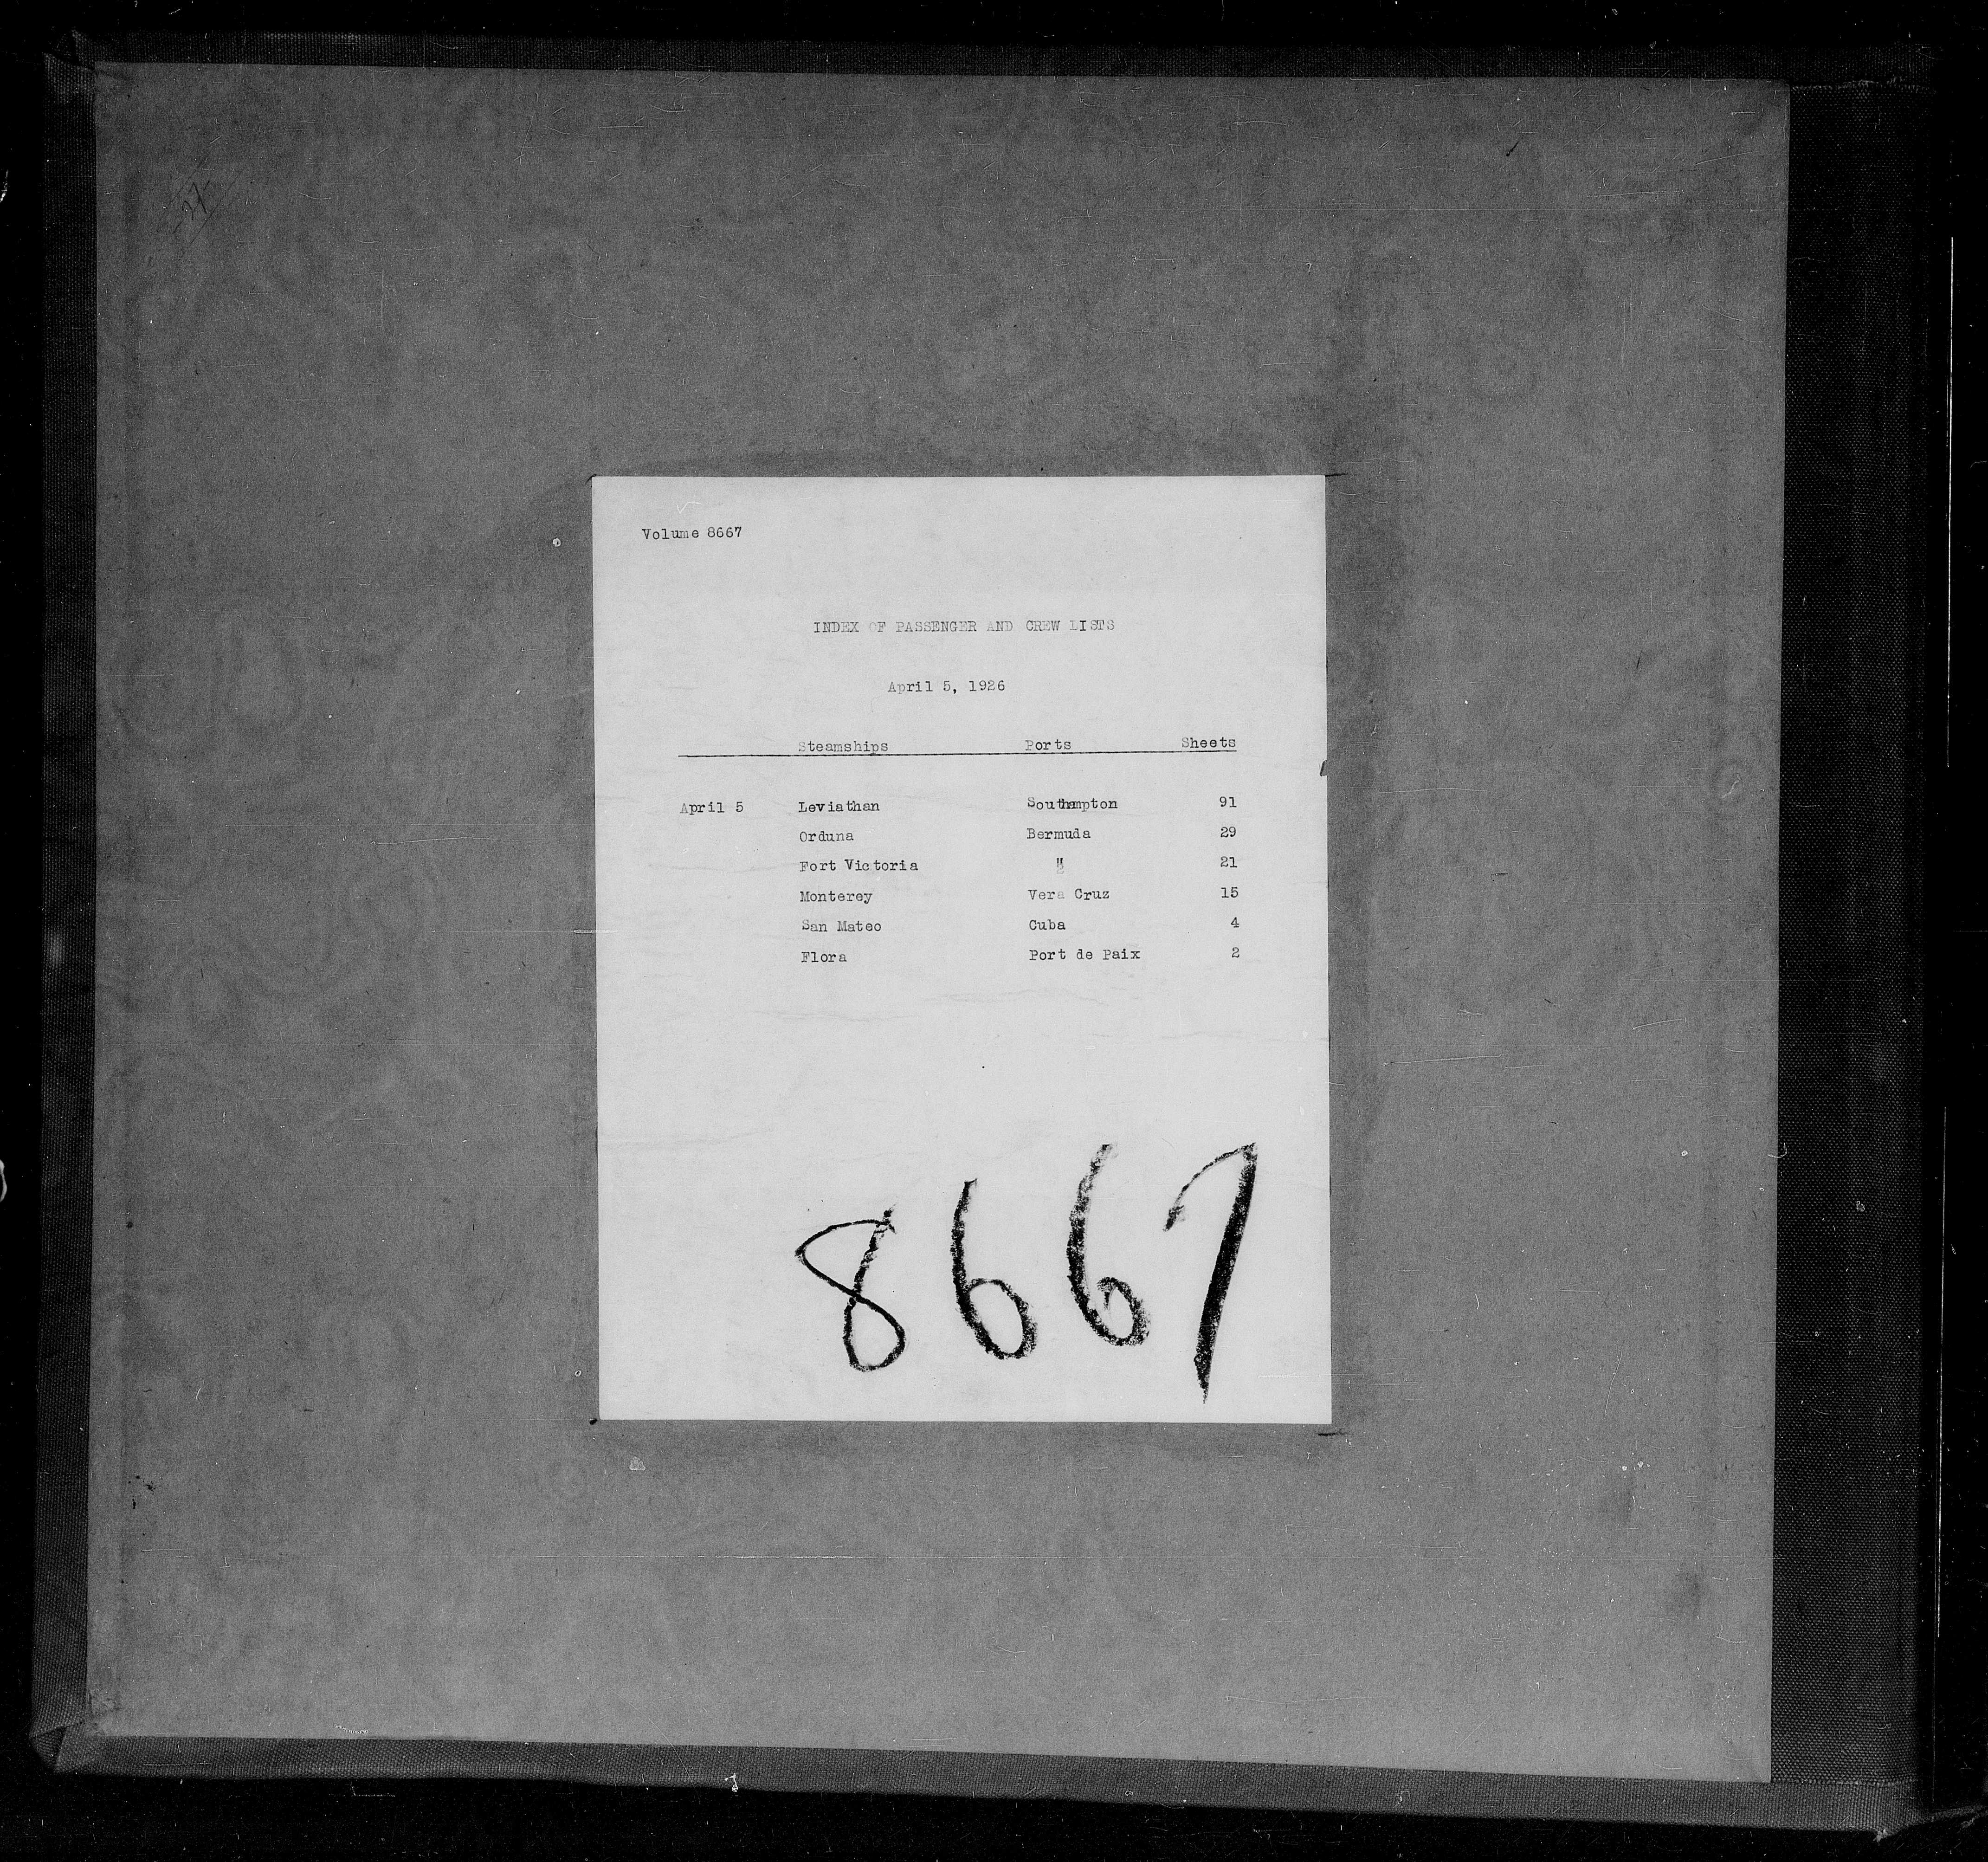 Volume 8667
INDEX OF PASSENGER AND CREW LISTS
April 5, 1926
Steamships Ports Sheets
April 5 Leviathan Southmpton 91
Orduna Bermuda 29
Fort Victoria " 21
Monterey Vera Cruz 15
San Mateo Cuba 4
Flora Port de Paix 2
8667